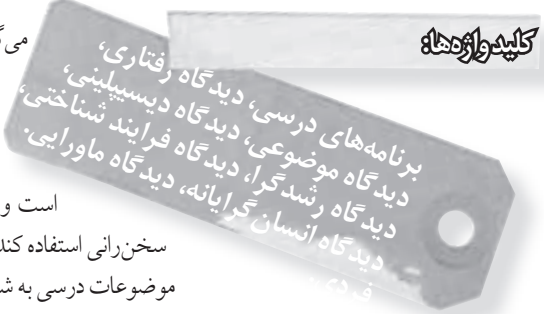 کلیدواژه‌ها:
برنامه‌های درسی، دیدگاه رفتاری،
دیدگاه موضوعی، دیدگاه دیسیپلینی،
دیدگاه رشدگرا، دیدگاه فرایند شناختی،
دیدگاه انسان‌گرایانه، دیدگاه ماورایی.
فردی.
است و
سخن‌رانی استفاده کند
موضوعات درسی به